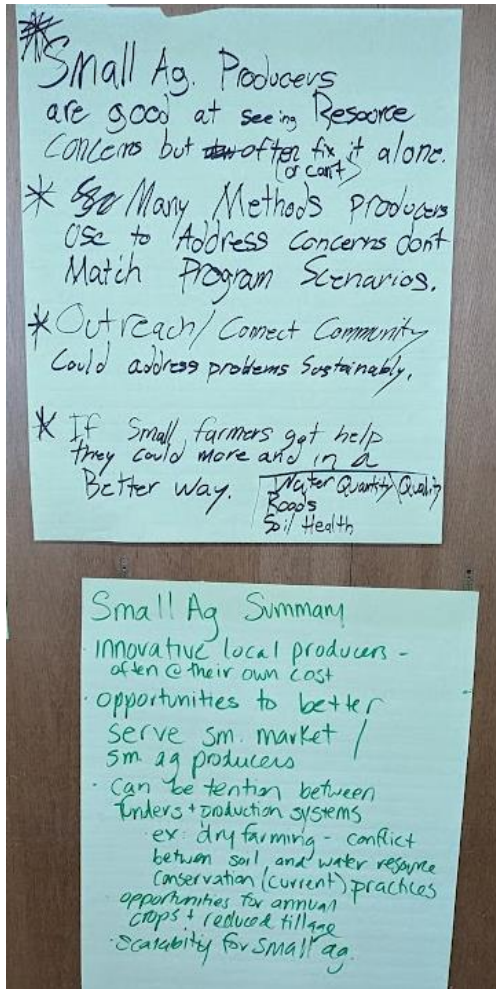 * Small Ag. Producers
are good at seeing Resource
Concerns but often fix it alone.
(or can't)
* Many Methods producers
Use to Address Concerns dont
Match Program Scenarios.
* Outreach/ Connect Community
Could address problems Sustainably.
* If Small farmers got help
they could more and in a
Better way.
Water Quantity\Quality
Roads
Soil Health
Small Ag Summary
· innovative local producers -
often @ their own cost
· opportunities to better
serve sm. market /
sm ag producers
· Can be tention between
funders + production systems
ex: dry farming - conflict
betwen soil and water resource
conservation (current) practices
opportunities for annual
crops + reduced tillage
· Scalabity for small ag.